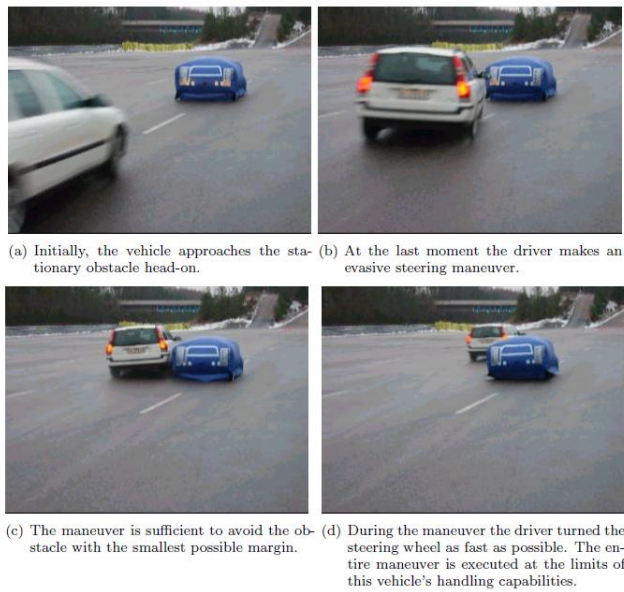 (a) Initially, the vehicle approaches the sta-
tionary obstacle head-on.
(b) At the last moment the driver makes an
evasive steering maneuver.
(c) The maneuver is sufficient to avoid the ob-
stacle with the smallest possible margin.
(d) During the maneuver the driver turned the
steering wheel as fast as possible. The en-
tire maneuver is executed at the limits of
this vehicle's handling capabilities.